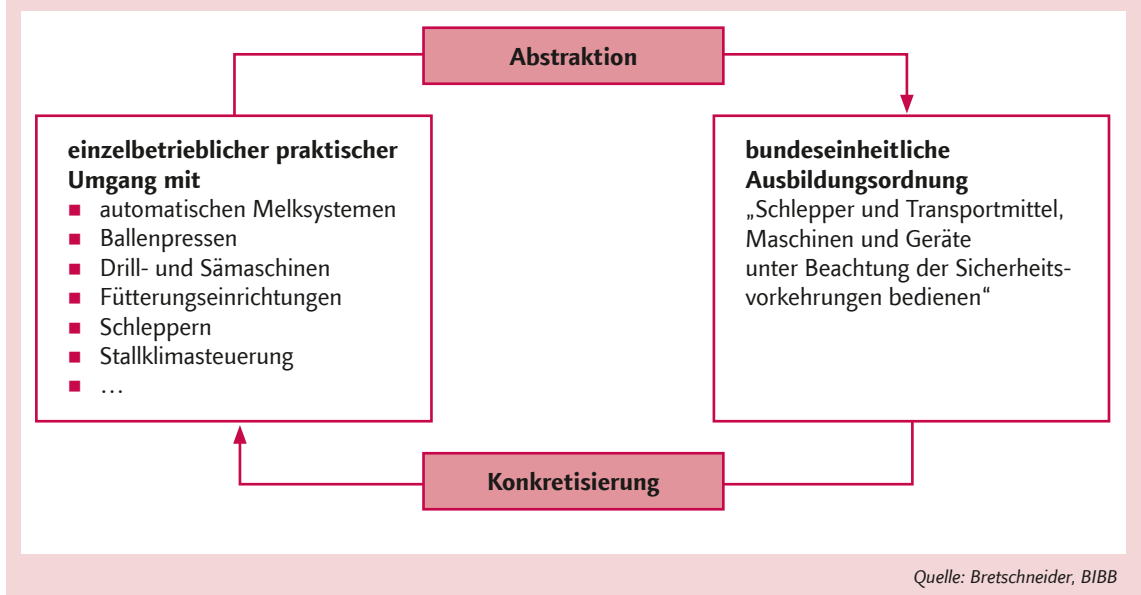 Abstraktion
einzelbetrieblicher praktischer
Umgang mit
■ automatischen Melksystemen
■ Ballenpressen
■ Drill- und Sämaschinen
■ Fütterungseinrichtungen
■ Schleppern
■ Stallklimasteuerung
■ …
bundeseinheitliche
Ausbildungsordnung
„Schlepper und Transportmittel,
Maschinen und Geräte
unter Beachtung der Sicherheits-
vorkehrungen bedienen“
Konkretisierung
Quelle: Bretschneider, BIBB